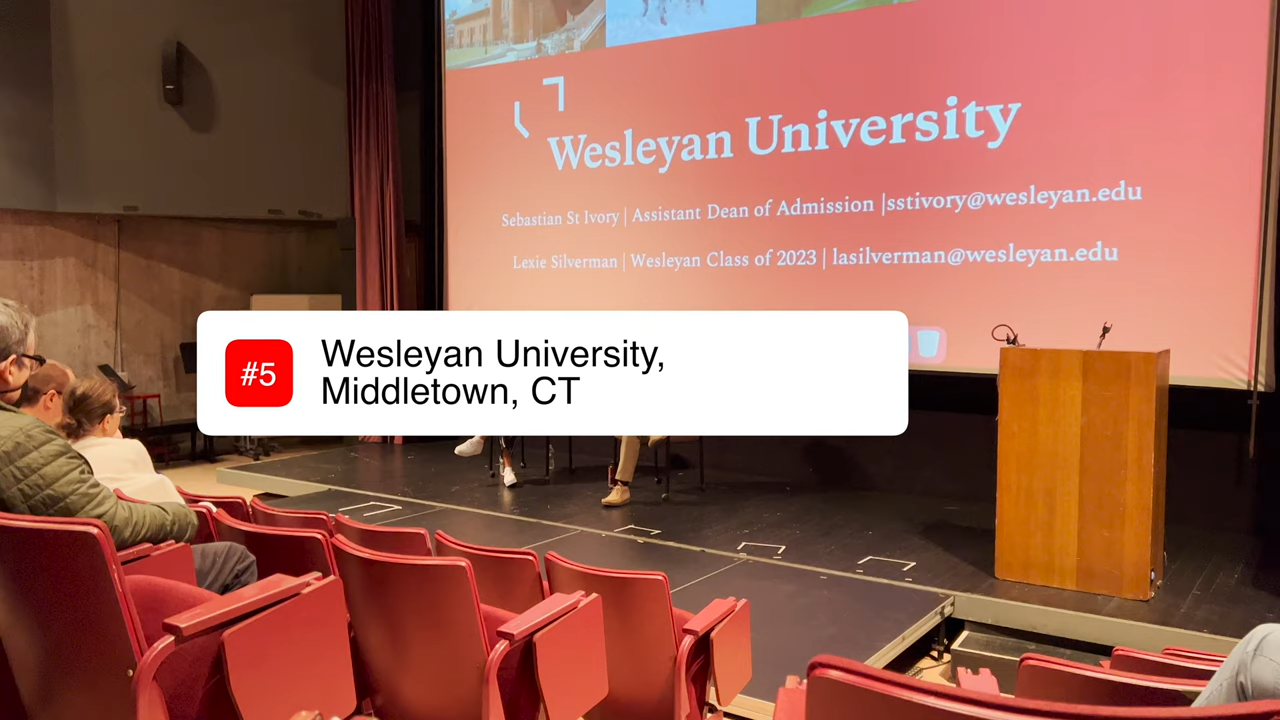 Wesleyan University
Sebastian St Ivory | Assistant Dean of Admission |sstivory@wesleyan.edu
Lexie Silverman | Wesleyan Class of 2023 | lasilverman@wesleyan.edu
#5
Wesleyan University,
Middletown, CT